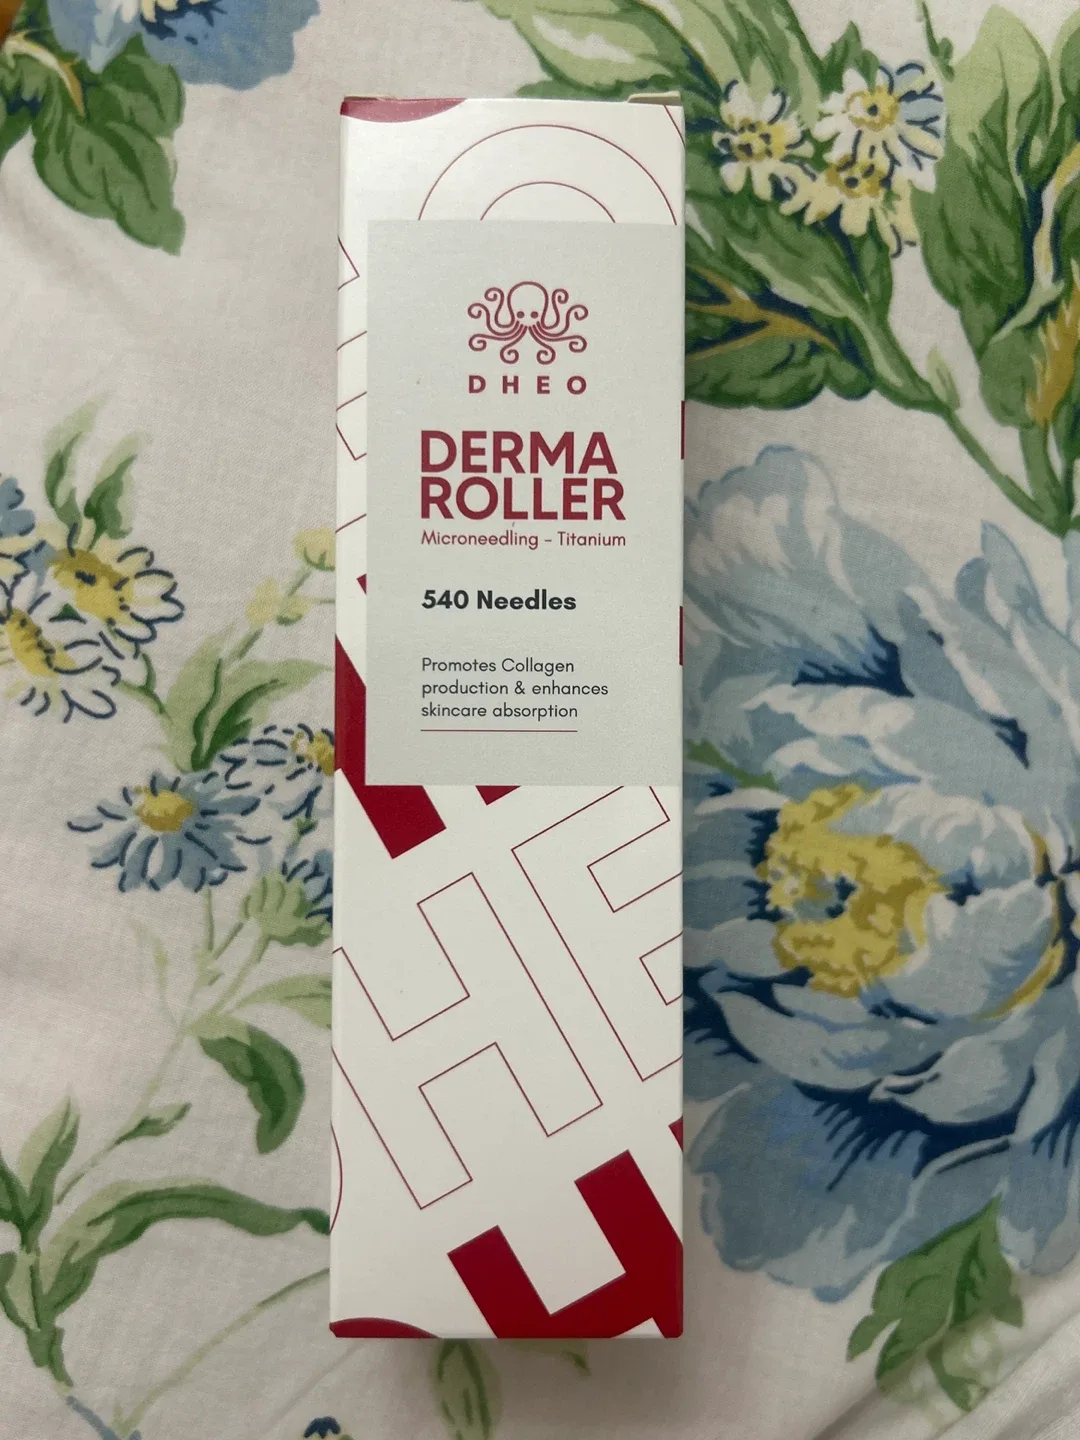 DHEO
DERMA
ROLLER
Microneedling - Titanium
540 Needles
Promotes Collagen
production & enhances
skincare absorption